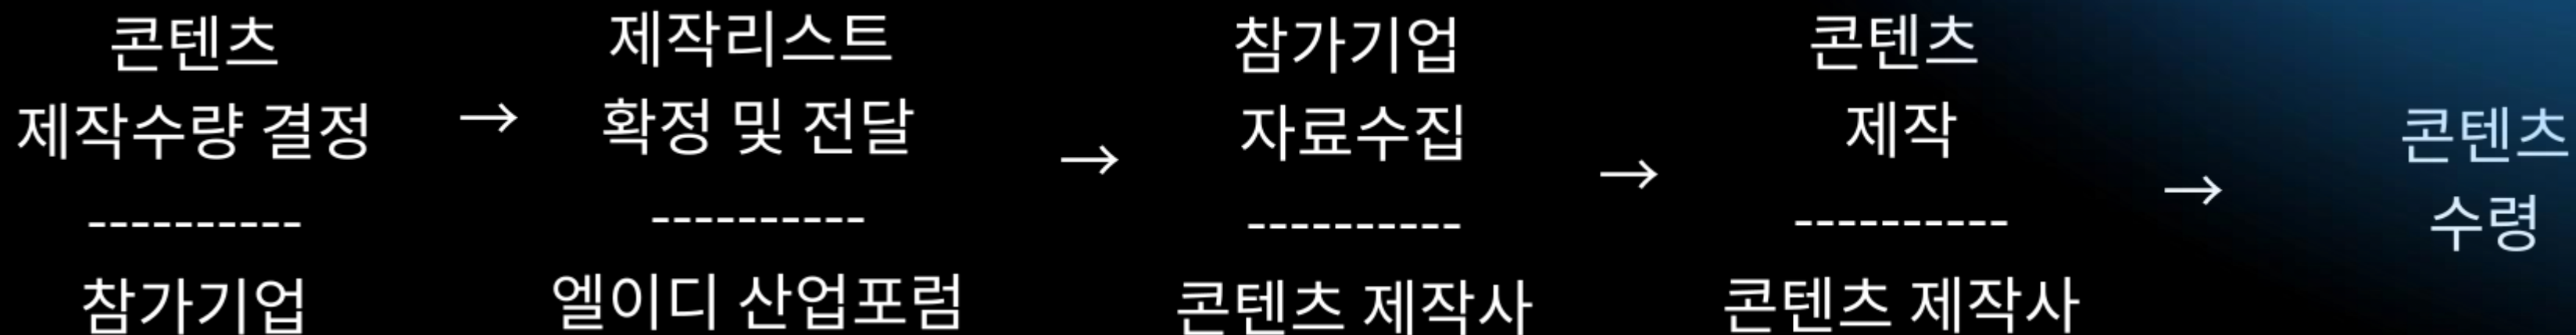 콘텐츠
제작수량 결정
----------
참가기업
→
제작리스트
확정 및 전달
----------
엘이디 산업포럼
→
참가기업
자료수집
----------
콘텐츠 제작사
→
콘텐츠
제작
----------
콘텐츠 제작사
→
콘텐츠
수령